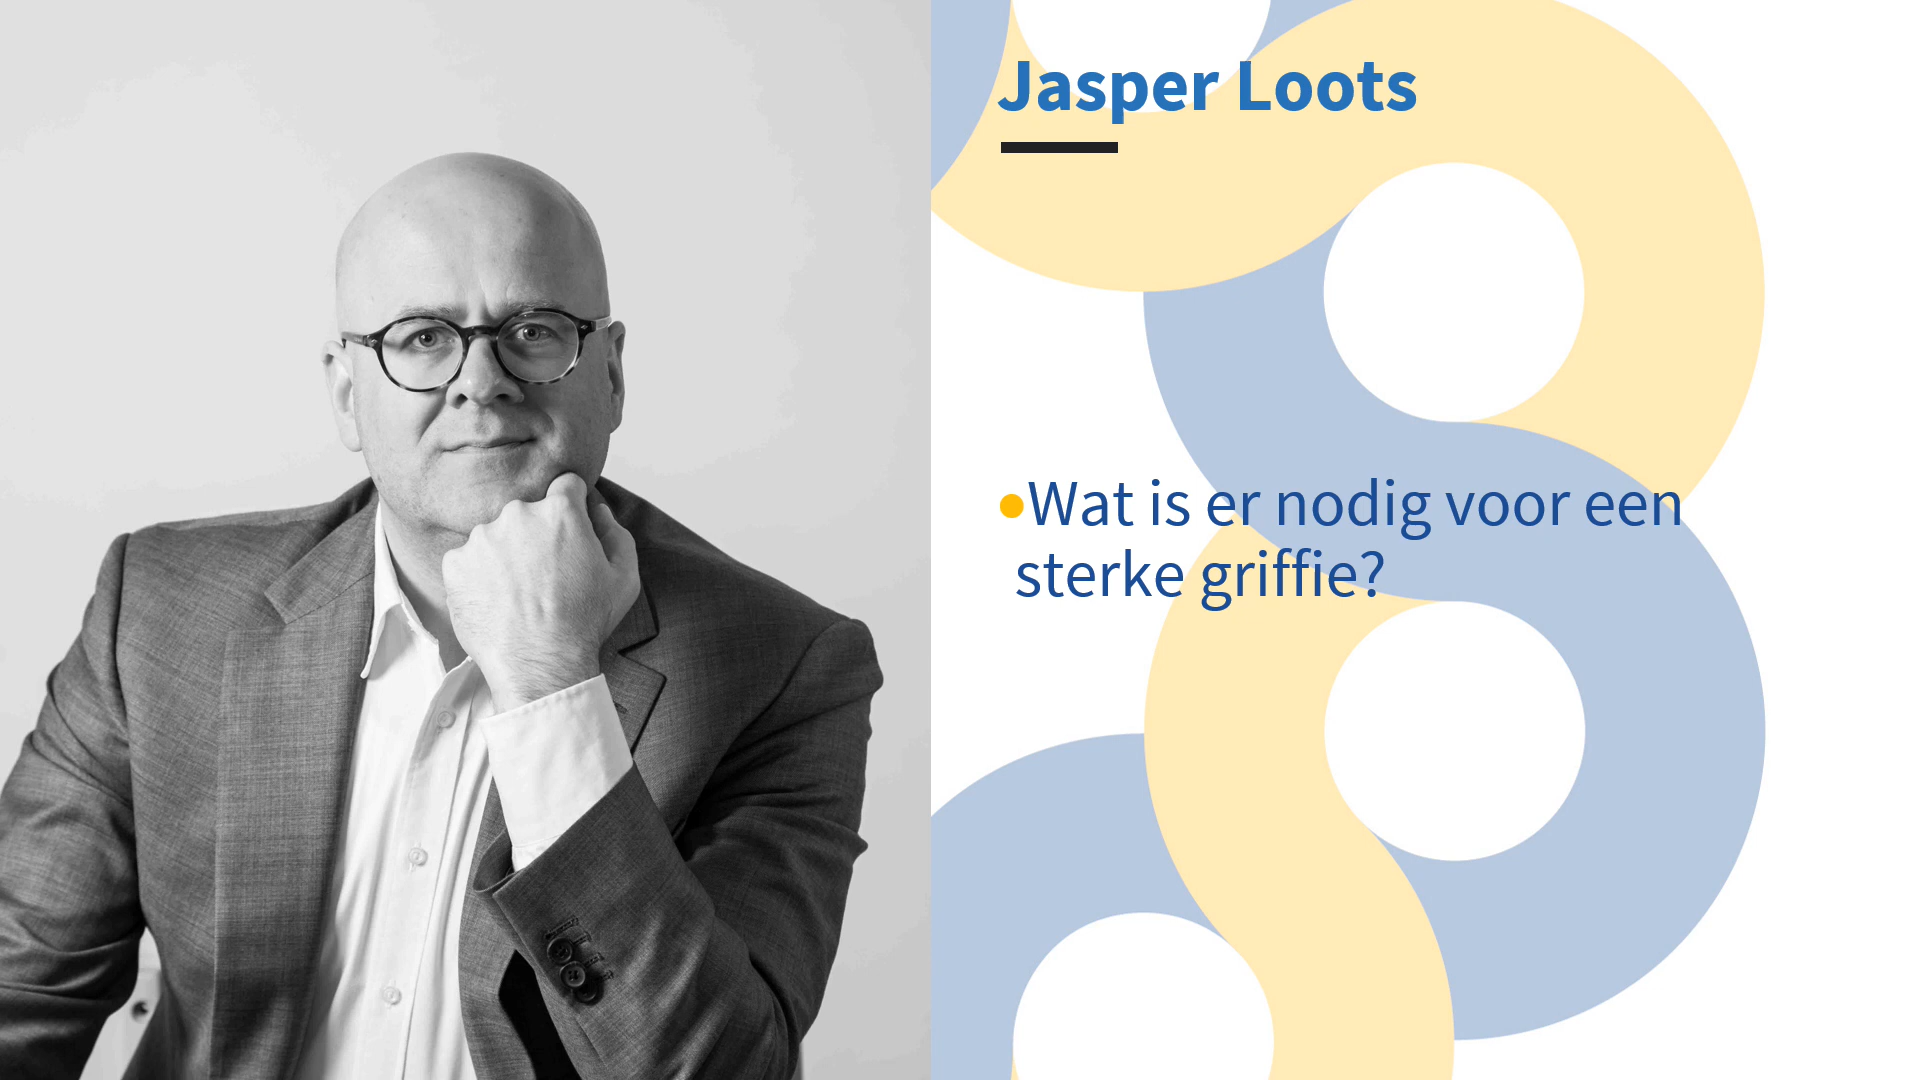 Jasper Loots
•Wat is er nodig voor een
sterke griffie?